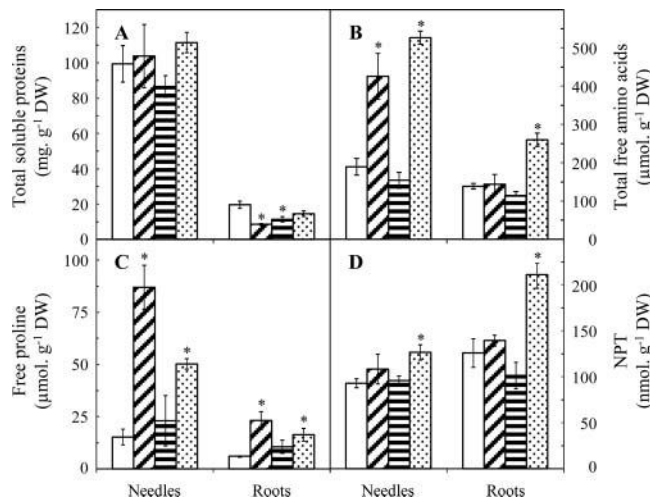 A
B
Total soluble proteins
(mg. g⁻¹ DW)
120
100
80
60
40
20
0
* *
* *
*
500
400
300
200
100
0
Total free amino acids
(µmol. g⁻¹ DW)
C
D
Free proline
(µmol. g⁻¹ DW)
100
75
50
25
0
* *
* *
*
*
200
150
100
50
0
NPT
(nmol. g⁻¹ DW)
Needles Roots Needles Roots